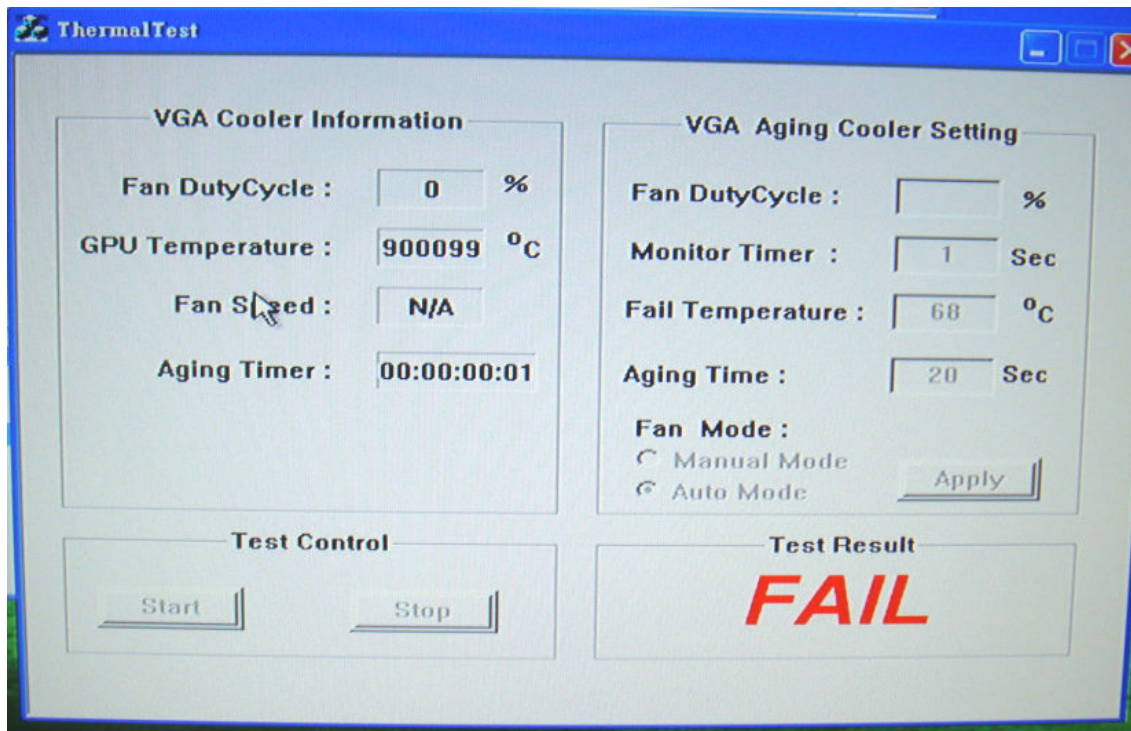 ThermalTest
VGA Cooler Information
Fan DutyCycle : 0 %
GPU Temperature : 900099 °C
Fan Speed : N/A
Aging Timer : 00:00:00:01
VGA Aging Cooler Setting
Fan DutyCycle : %
Monitor Timer : 1 Sec
Fail Temperature : 68 °C
Aging Time : 20 Sec
Fan Mode :
Manual Mode
Auto Mode
Apply
Test Control
Start Stop
Test Result
FAIL